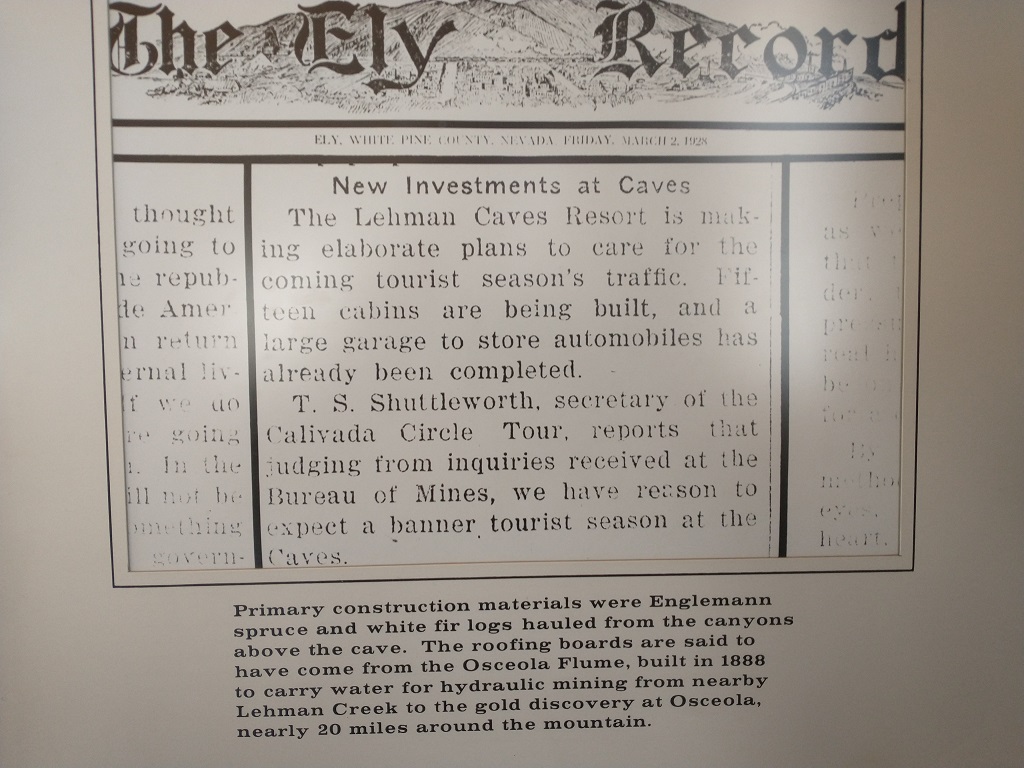 The Ely Record
ELY, WHITE PINE COUNTY, NEVADA FRIDAY, MARCH 2, 1928
thought
going to
repub-
Amer
return
liv-
if we do
going
In the
ill not be
govern-
New Investments at Caves
The Lehman Caves Resort is mak-
ing elaborate plans to care for the
coming tourist season's traffic. Fif-
teen cabins are being built, and a
large garage to store automobiles has
already been completed.
T. S. Shuttleworth, secretary of the
Calivada Circle Tour, reports that
judging from inquiries received at the
Bureau of Mines, we have reason to
expect a banner tourist season at the
Caves.
as
that
der,
By
eyes,
heart.
Primary construction materials were Englemann
spruce and white fir logs hauled from the canyons
above the cave. The roofing boards are said to
have come from the Osceola Flume, built in 1888
to carry water for hydraulic mining from nearby
Lehman Creek to the gold discovery at Osceola,
nearly 20 miles around the mountain.